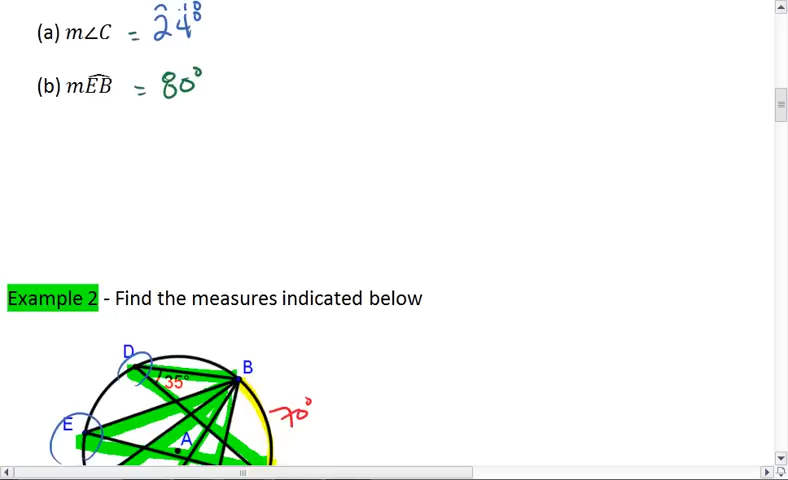 (a) m∠C = 24°
(b) mEB = 80°
Example 2 - Find the measures indicated below
D
B
35°
70°
E
A